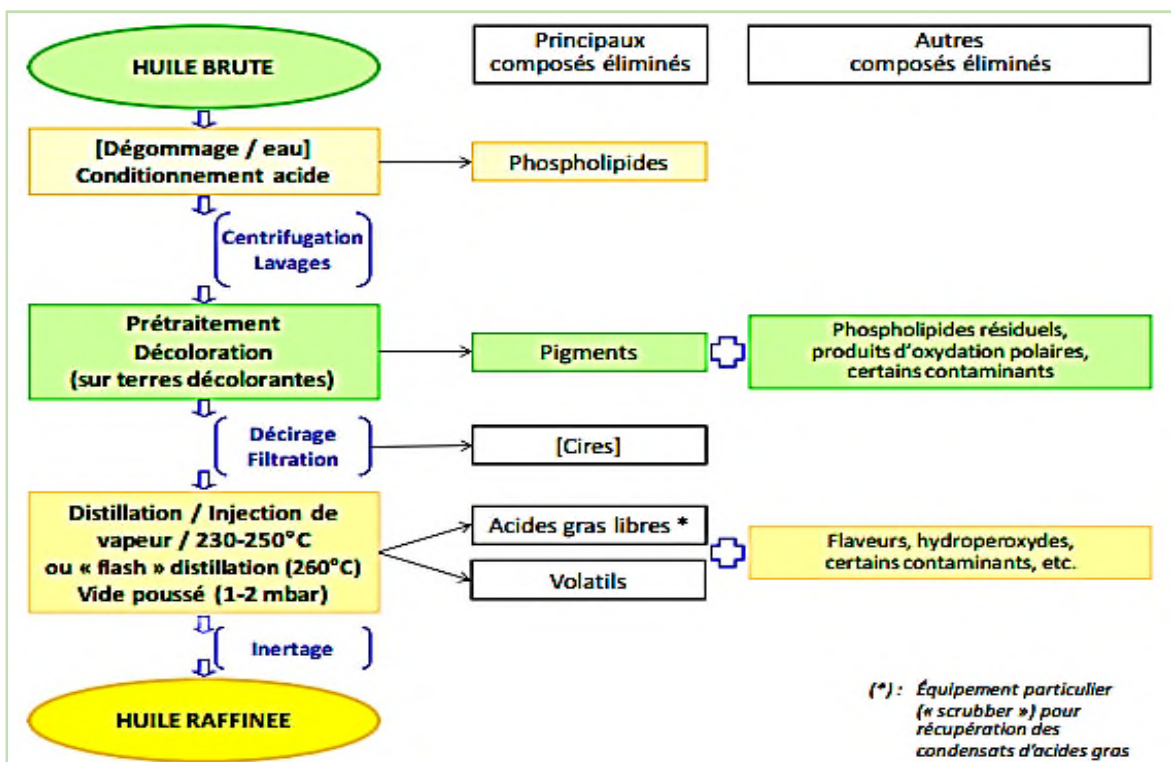 HUILE BRUTE
Principaux
composés éliminés
Autres
composés éliminés
[Dégommage / eau]
Conditionnement acide
Phospholipides
Centrifugation
Lavages
Prétraitement
Décoloration
(sur terres décolorantes)
Pigments
Phospholipides résiduels,
produits d'oxydation polaires,
certains contaminants
Décirage
Filtration
[Cires]
Distillation / Injection de
vapeur / 230-250°C
ou « flash » distillation (260°C)
Vide poussé (1-2 mbar)
Acides gras libres *
Volatils
Flaveurs, hydroperoxydes,
certains contaminants, etc.
Inertage
HUILE RAFFINEE
(*) : Équipement particulier
(« scrubber ») pour
récupération des
condensats d'acides gras